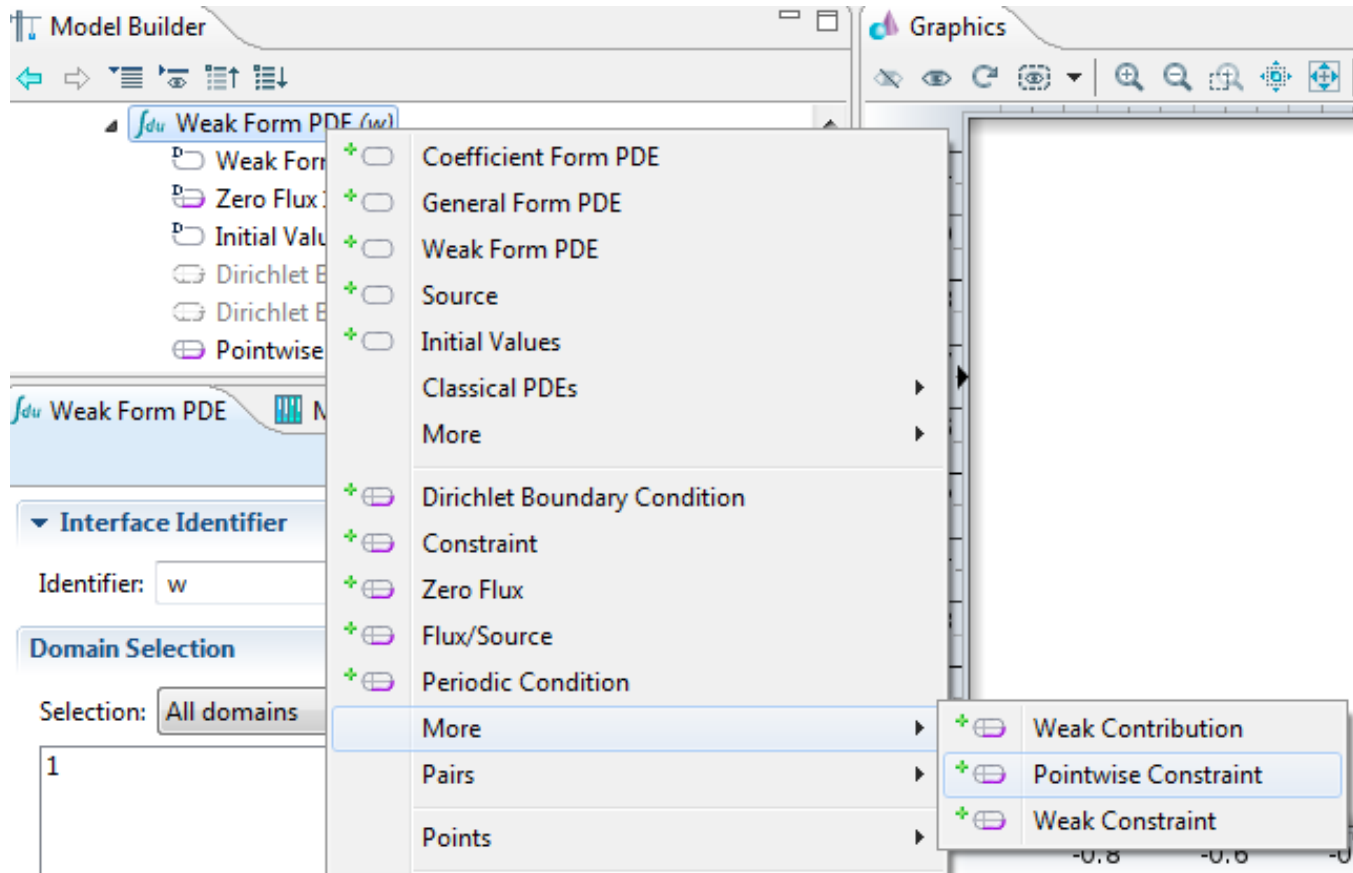 Model Builder
Graphics
Weak Form PDE (w)
Weak Form
Zero Flux
Initial Valu
Dirichlet B
Dirichlet B
Pointwise
Weak Form PDE
M
Interface Identifier
Identifier: w
Domain Selection
Selection: All domains
1
Coefficient Form PDE
General Form PDE
Weak Form PDE
Source
Initial Values
Classical PDEs
More
Dirichlet Boundary Condition
Constraint
Zero Flux
Flux/Source
Periodic Condition
More
Pairs
Points
Weak Contribution
Pointwise Constraint
Weak Constraint
-0.8 -0.6 -0